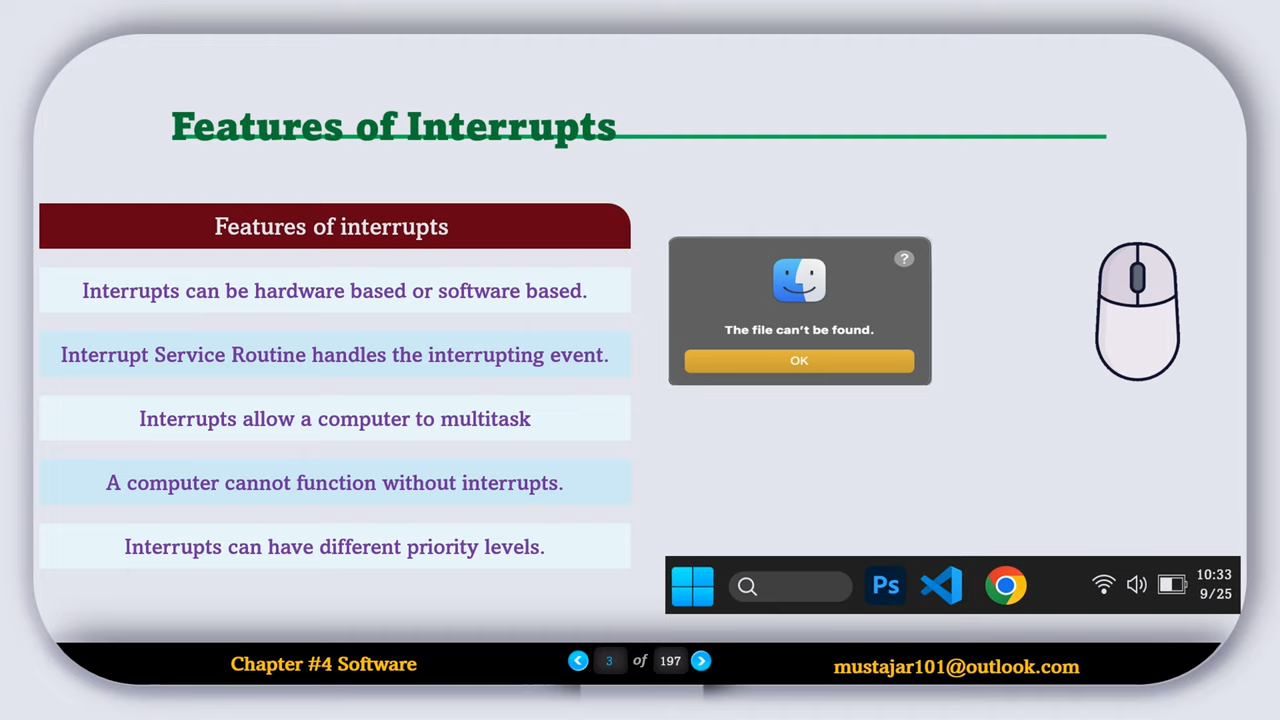 Features of Interrupts
Features of interrupts
Interrupts can be hardware based or software based.
Interrupt Service Routine handles the interrupting event.
Interrupts allow a computer to multitask
A computer cannot function without interrupts.
Interrupts can have different priority levels.
?
The file can't be found.
OK
Ps
10:33
9/25
Chapter #4 Software
3 of 197
mustajar101@outlook.com